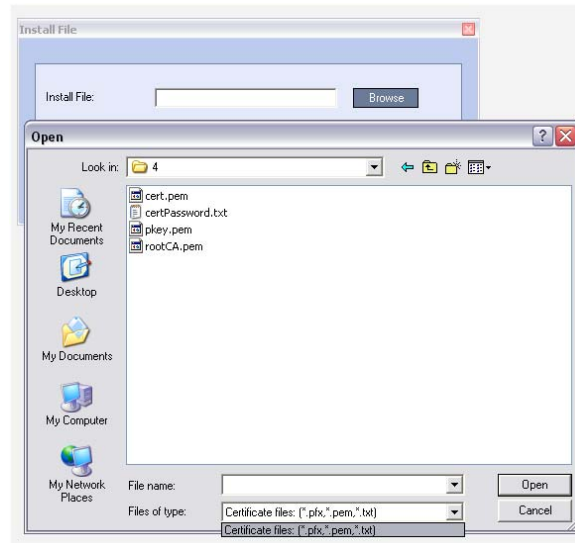 Install File
Install File:
Browse
Open
Look in:
4
cert.pem
certPassword.txt
pkey.pem
rootCA.pem
My Recent
Documents
Desktop
My Documents
My Computer
My Network
Places
File name:
Open
Files of type:
Certificate files: (*.pfx,*.pem,*.txt)
Cancel
Certificate files: (*.pfx,*.pem,*.txt)